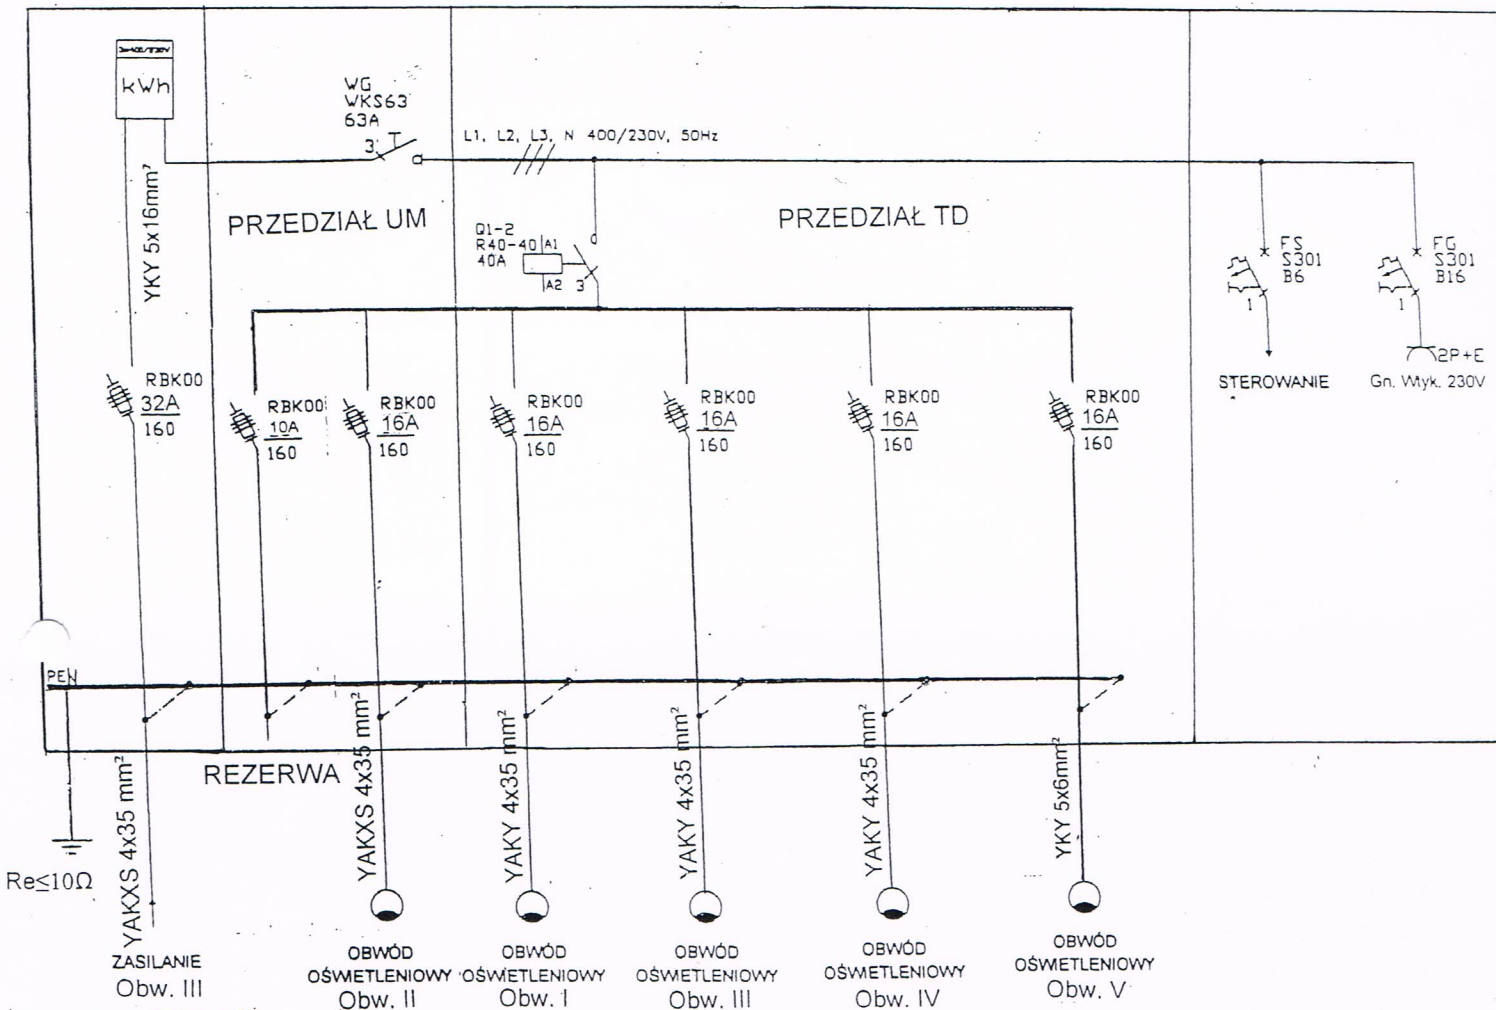 3x400/230V
kWh
WG
WKS63
63A
3
L1, L2, L3, N 400/230V, 50Hz
YKY 5x16mm²
PRZEDZIAŁ UM
PRZEDZIAŁ TD
Q1-2
R40-40
40A
A1
A2
3
FS
S301
B6
1
FG
S301
B16
1
2P+E
STEROWANIE
Gn. Wtyk. 230V
RBK00
32A
160
RBK00
10A
160
RBK00
16A
160
RBK00
16A
160
RBK00
16A
160
RBK00
16A
160
RBK00
16A
160
PEN
REZERWA
YAKXS 4x35 mm²
YAKXS 4x35 mm²
YAKY 4x35 mm²
YAKY 4x35 mm²
YAKY 4x35 mm²
YKY 5x6mm²
Re≤10Ω
ZASILANIE
Obw. III
OBWÓD
OŚWIETLENIOWY
Obw. II
OBWÓD
OŚWIETLENIOWY
Obw. I
OBWÓD
OŚWIETLENIOWY
Obw. III
OBWÓD
OŚWIETLENIOWY
Obw. IV
OBWÓD
OŚWIETLENIOWY
Obw. V